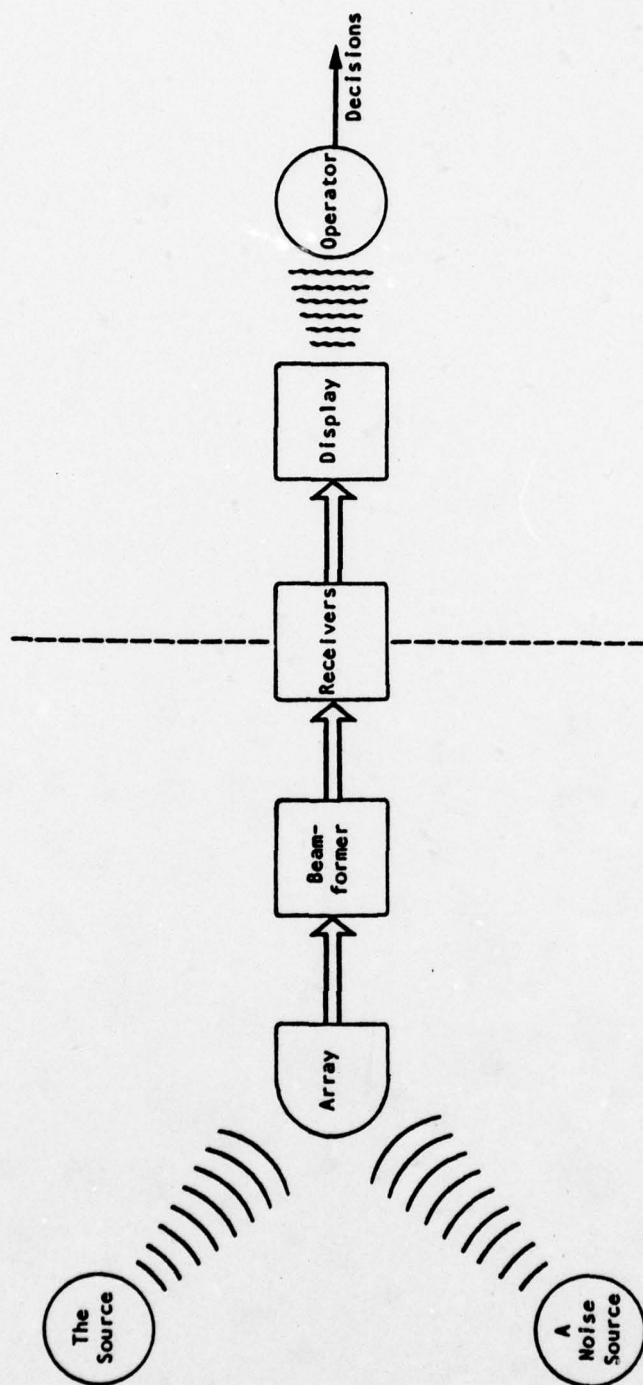 The
Source
A
Noise
Source
Array
Beam-
former
Receivers
Display
Operator
Decisions